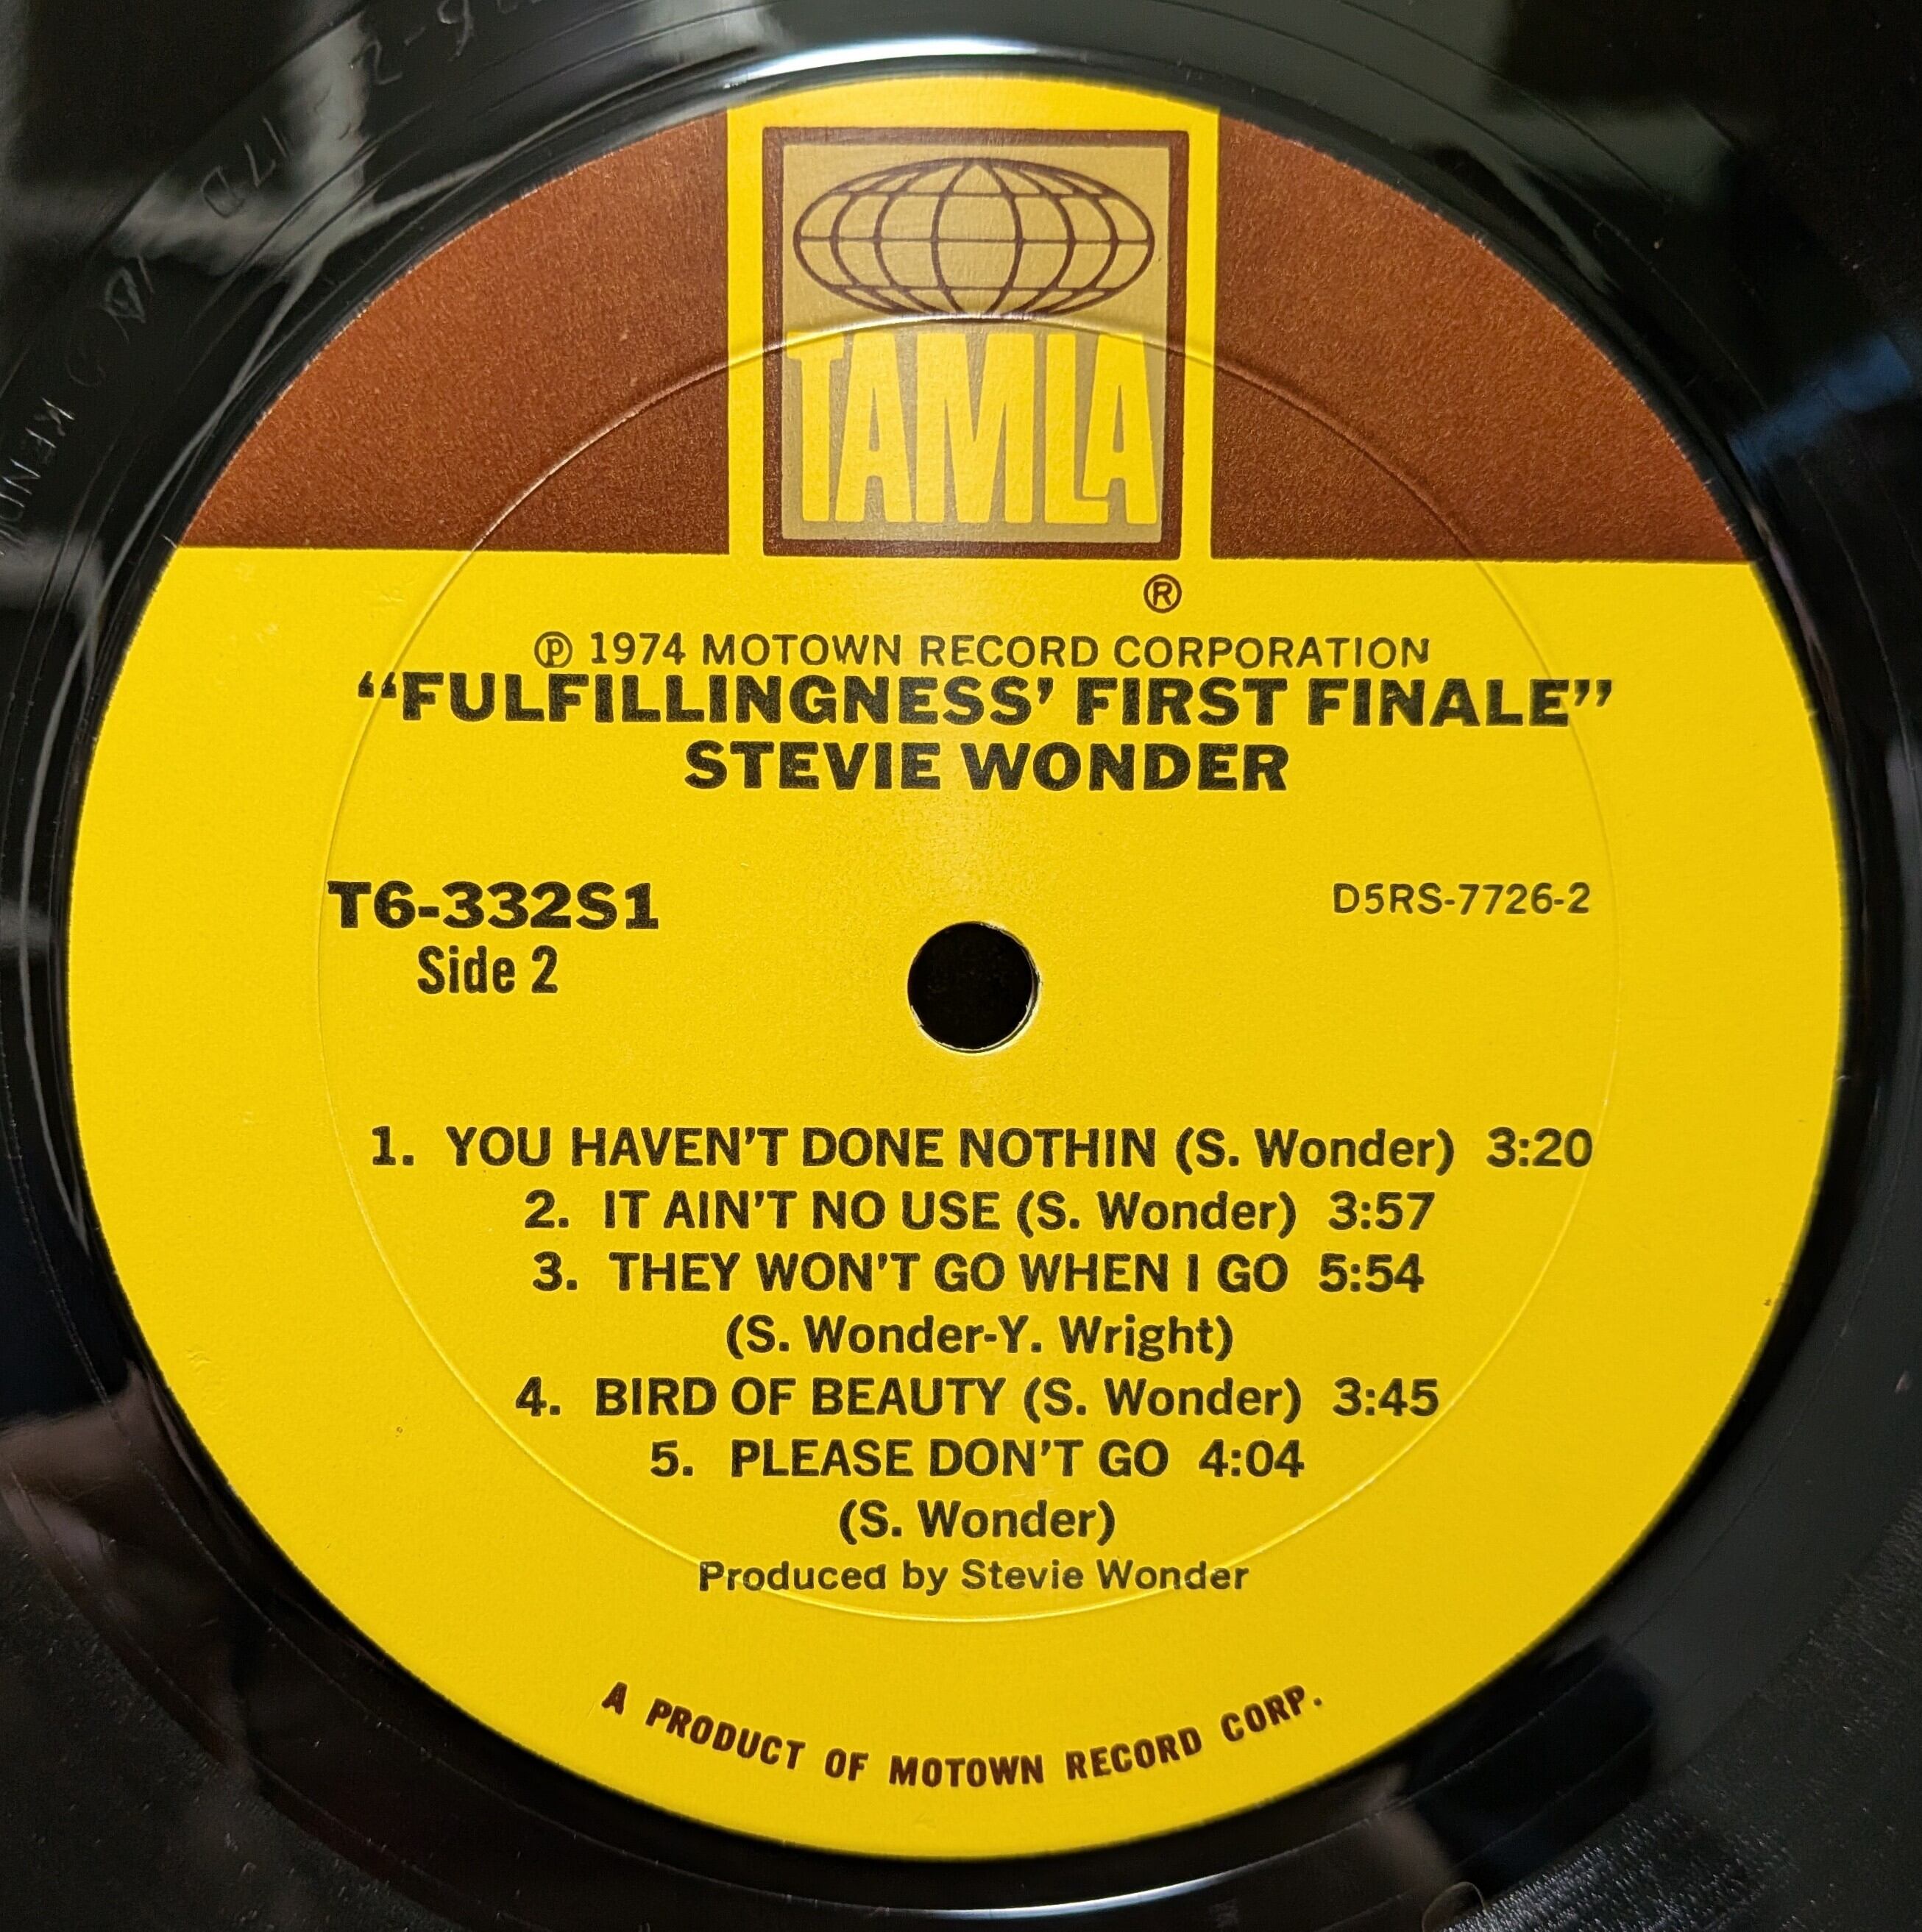 TAMLA
®
℗ 1974 MOTOWN RECORD CORPORATION
“FULFILLINGNESS’ FIRST FINALE”
STEVIE WONDER
T6-332S1
D5RS-7726-2
Side 2
1. YOU HAVEN'T DONE NOTHIN (S. Wonder) 3:20
2. IT AIN'T NO USE (S. Wonder) 3:57
3. THEY WON'T GO WHEN I GO 5:54
(S. Wonder-Y. Wright)
4. BIRD OF BEAUTY (S. Wonder) 3:45
5. PLEASE DON'T GO 4:04
(S. Wonder)
Produced by Stevie Wonder
A PRODUCT OF MOTOWN RECORD CORP.